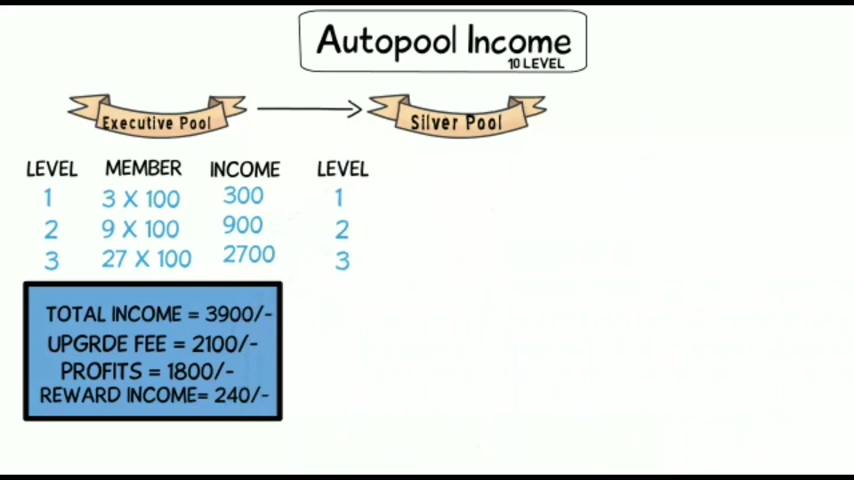 Autopool Income
10 LEVEL
Executive Pool
Silver Pool
LEVEL MEMBER INCOME LEVEL
1 3 X 100 300 1
2 9 X 100 900 2
3 27 X 100 2700 3
TOTAL INCOME = 3900/-
UPGRDE FEE = 2100/-
PROFITS = 1800/-
REWARD INCOME= 240/-